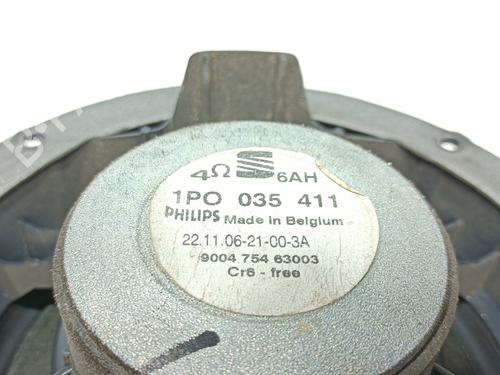 4Ω S 6AH
1PO 035 411
PHILIPS Made in Belgium
22.11.06-21-00-3A
9004 754 63003
Cr6 - free